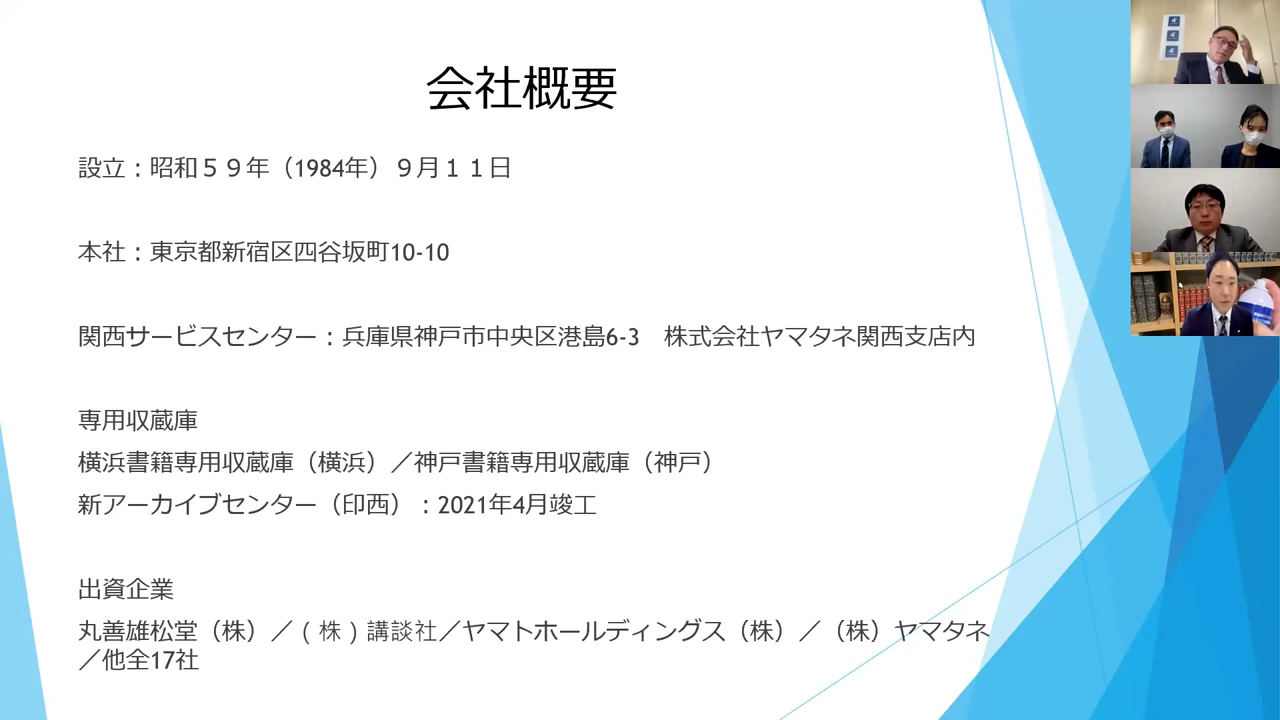 会社概要
設立：昭和５９年（1984年）９月１１日
本社：東京都新宿区四谷坂町10-10
関西サービスセンター：兵庫県神戸市中央区港島6-3　株式会社ヤマタネ関西支店内
専用収蔵庫
横浜書籍専用収蔵庫（横浜）／神戸書籍専用収蔵庫（神戸）
新アーカイブセンター（印西）：2021年4月竣工
出資企業
丸善雄松堂（株）／（株）講談社／ヤマトホールディングス（株）／（株）ヤマタネ
／他全17社